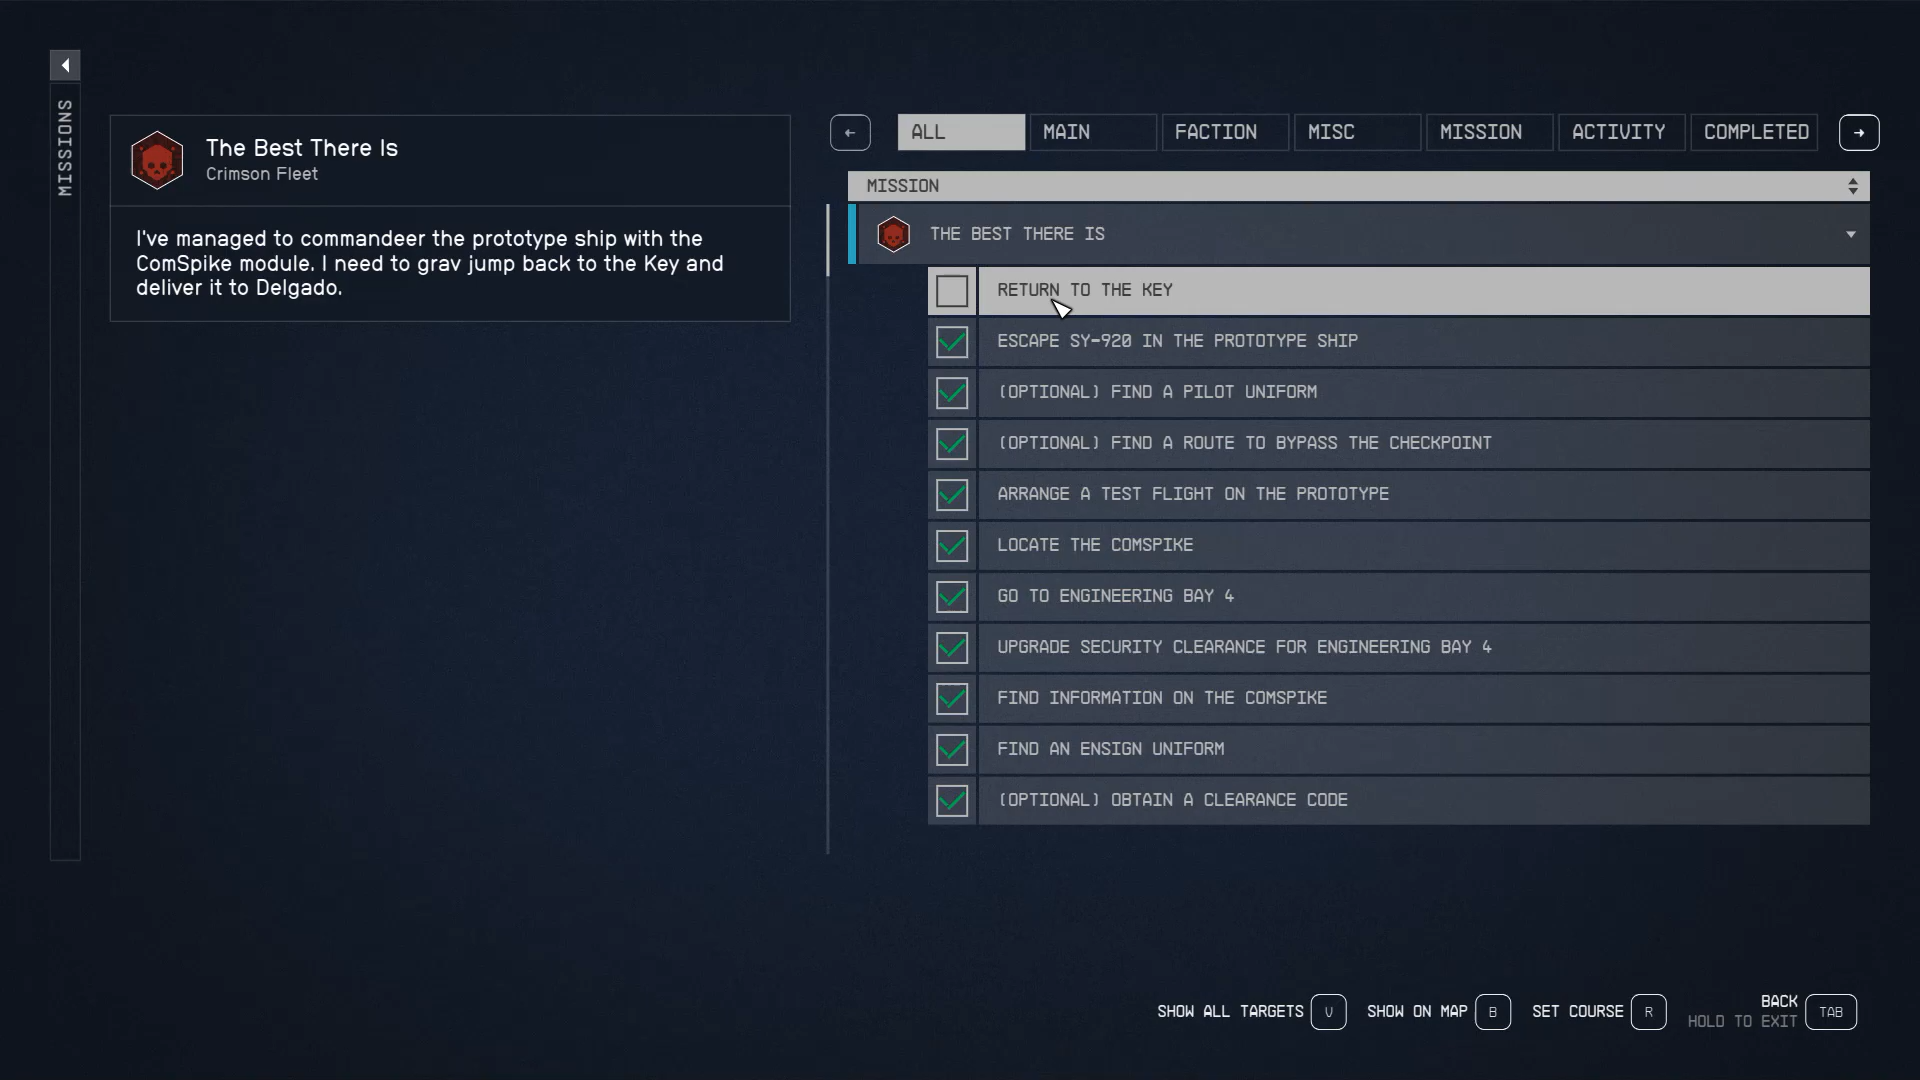 MISSIONS
The Best There Is
Crimson Fleet
I've managed to commandeer the prototype ship with the
ComSpike module. I need to grav jump back to the Key and
deliver it to Delgado.
ALL MAIN FACTION MISC MISSION ACTIVITY COMPLETED
MISSION
THE BEST THERE IS
RETURN TO THE KEY
ESCAPE SY-920 IN THE PROTOTYPE SHIP
(OPTIONAL) FIND A PILOT UNIFORM
(OPTIONAL) FIND A ROUTE TO BYPASS THE CHECKPOINT
ARRANGE A TEST FLIGHT ON THE PROTOTYPE
LOCATE THE COMSPIKE
GO TO ENGINEERING BAY 4
UPGRADE SECURITY CLEARANCE FOR ENGINEERING BAY 4
FIND INFORMATION ON THE COMSPIKE
FIND AN ENSIGN UNIFORM
(OPTIONAL) OBTAIN A CLEARANCE CODE
SHOW ALL TARGETS V SHOW ON MAP B SET COURSE R BACK TAB
HOLD TO EXIT